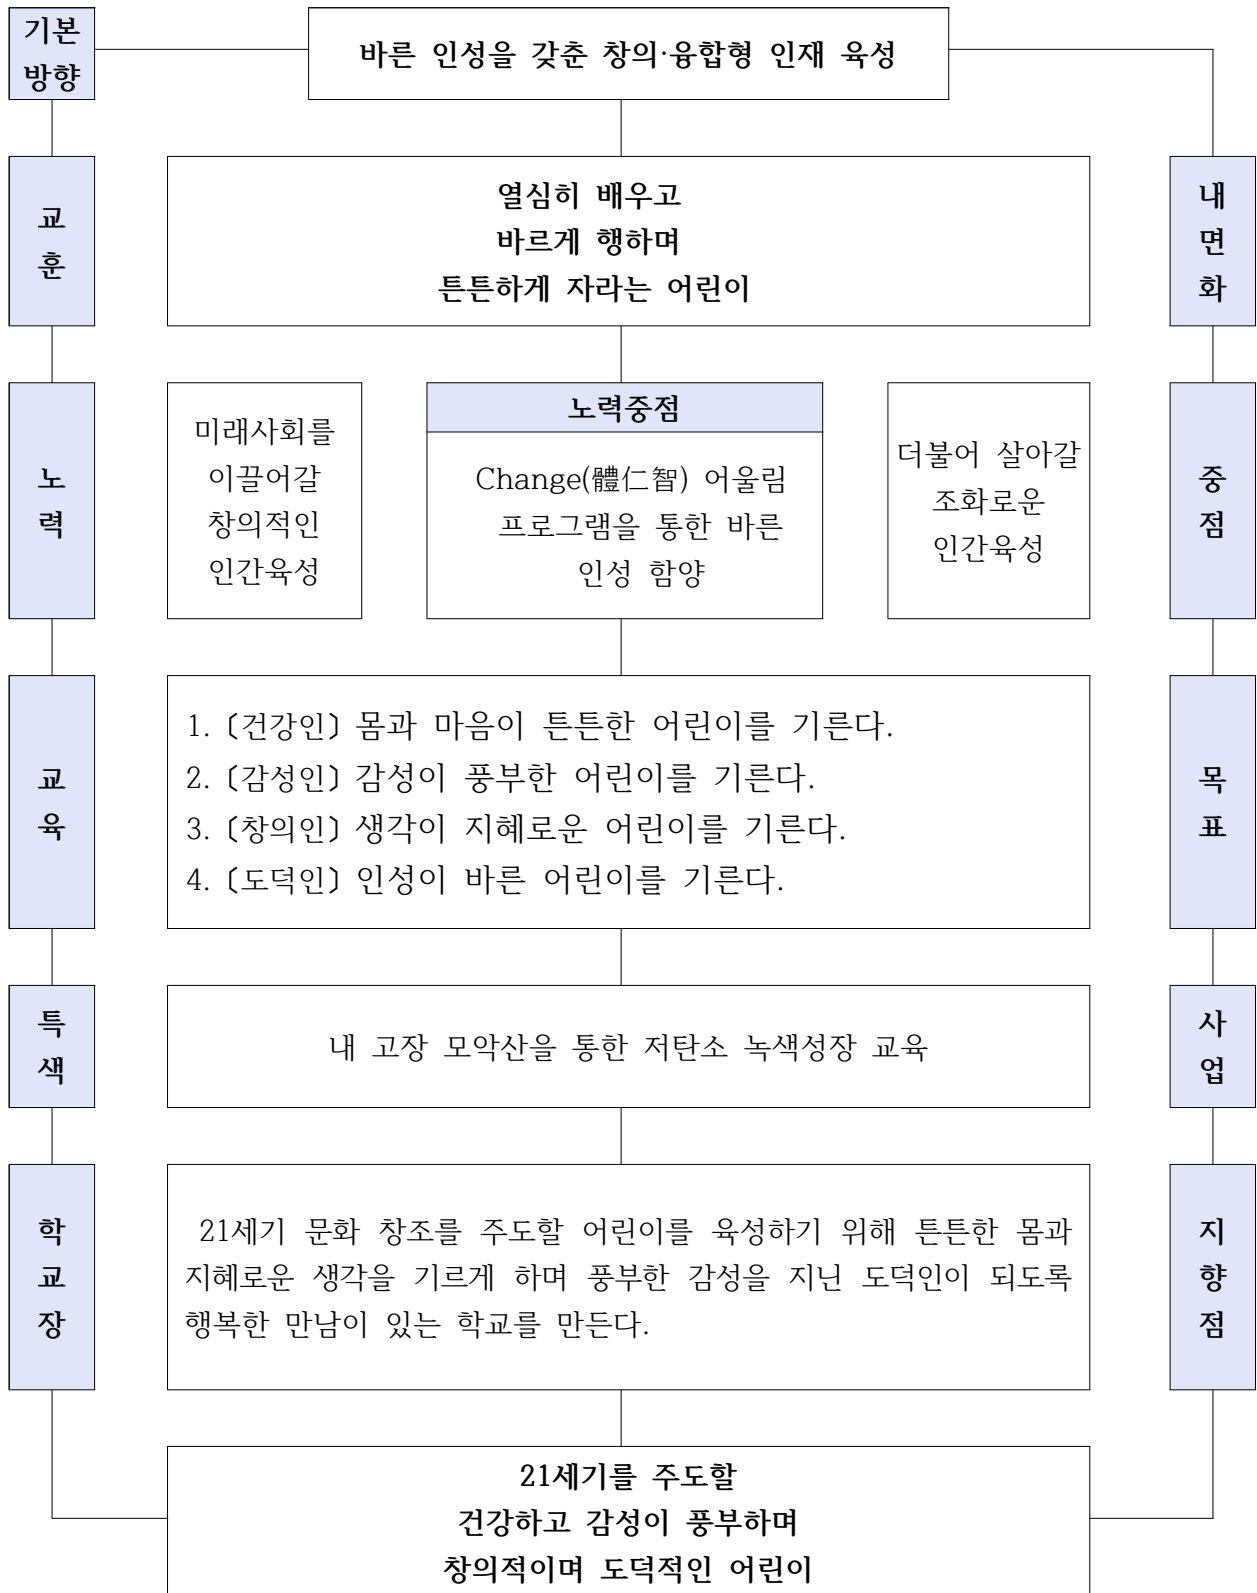 기본
방향
바른 인성을 갖춘 창의·융합형 인재 육성
교
훈
열심히 배우고
바르게 행하며
튼튼하게 자라는 어린이
내
면
화
노
력
미래사회를
이끌어갈
창의적인
인간육성
노력중점
Change(體仁智) 어울림
프로그램을 통한 바른
인성 함양
더불어 살아갈
조화로운
인간육성
중
점
교
육
1. 〔건강인〕 몸과 마음이 튼튼한 어린이를 기른다.
2. 〔감성인〕 감성이 풍부한 어린이를 기른다.
3. 〔창의인〕 생각이 지혜로운 어린이를 기른다.
4. 〔도덕인〕 인성이 바른 어린이를 기른다.
목
표
특
색
내 고장 모악산을 통한 저탄소 녹색성장 교육
사
업
학
교
장
21세기 문화 창조를 주도할 어린이를 육성하기 위해 튼튼한 몸과
지혜로운 생각을 기르게 하며 풍부한 감성을 지닌 도덕인이 되도록
행복한 만남이 있는 학교를 만든다.
지
향
점
21세기를 주도할
건강하고 감성이 풍부하며
창의적이며 도덕적인 어린이